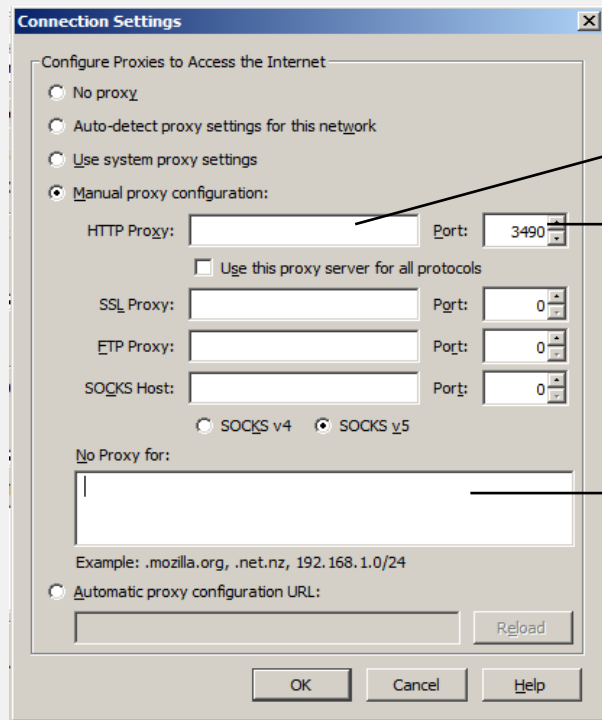 Connection Settings
Configure Proxies to Access the Internet
No proxy
Auto-detect proxy settings for this network
Use system proxy settings
Manual proxy configuration:
HTTP Proxy: Port: 3490
Use this proxy server for all protocols
SSL Proxy: Port: 0
FTP Proxy: Port: 0
SOCKS Host: Port: 0
SOCKS v4 SOCKS v5
No Proxy for:
Example: .mozilla.org, .net.nz, 192.168.1.0/24
Automatic proxy configuration URL:
Reload
OK Cancel Help